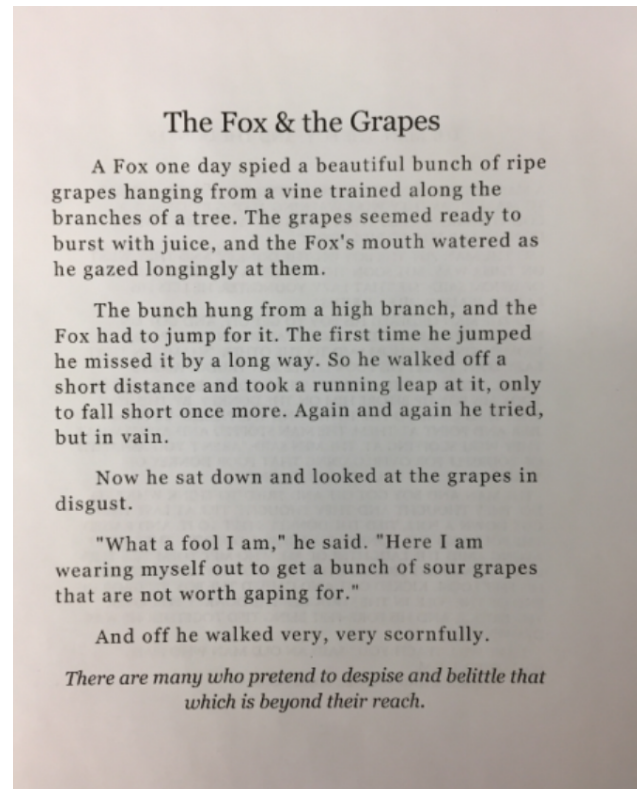 The Fox & the Grapes
A Fox one day spied a beautiful bunch of ripe
grapes hanging from a vine trained along the
branches of a tree. The grapes seemed ready to
burst with juice, and the Fox's mouth watered as
he gazed longingly at them.
The bunch hung from a high branch, and the
Fox had to jump for it. The first time he jumped
he missed it by a long way. So he walked off a
short distance and took a running leap at it, only
to fall short once more. Again and again he tried,
but in vain.
Now he sat down and looked at the grapes in
disgust.
"What a fool I am," he said. "Here I am
wearing myself out to get a bunch of sour grapes
that are not worth gaping for."
And off he walked very, very scornfully.
There are many who pretend to despise and belittle that
which is beyond their reach.